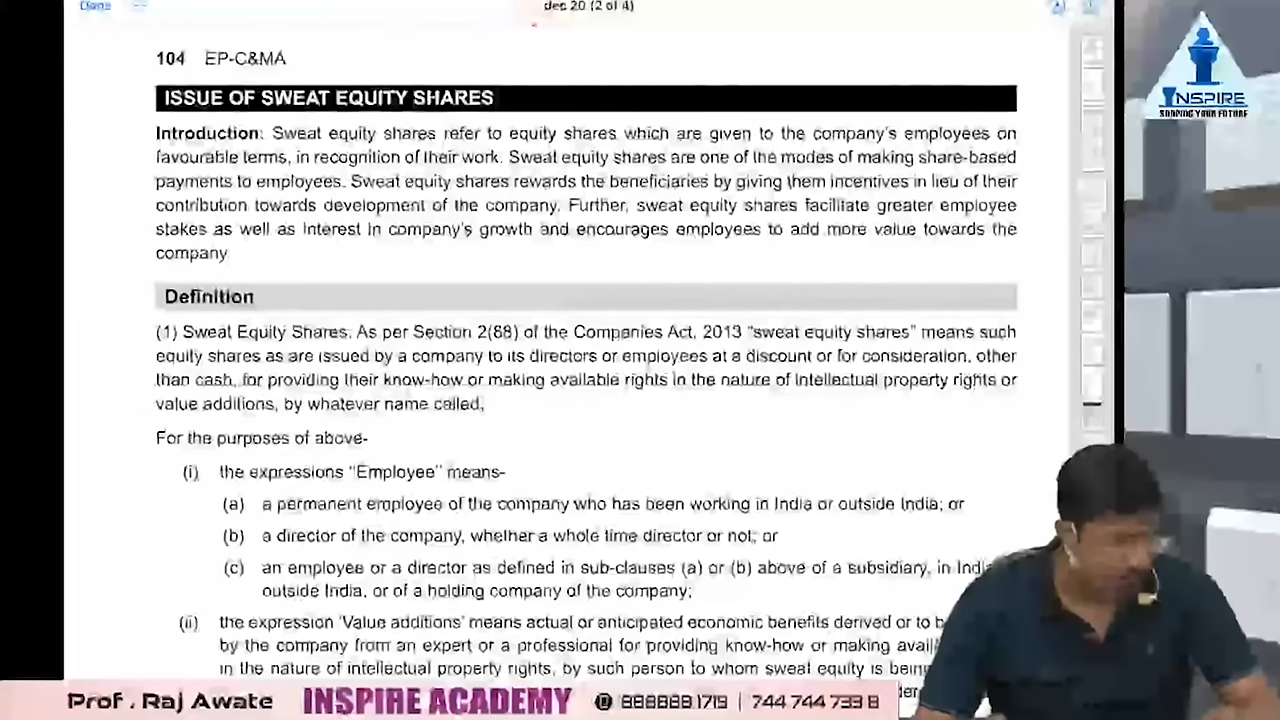 dec 20 (2 of 4)
104 EP-C&MA
INSPIRE
SHAPING YOUR FUTURE
ISSUE OF SWEAT EQUITY SHARES
Introduction: Sweat equity shares refer to equity shares which are given to the company's employees on
favourable terms, in recognition of their work. Sweat equity shares are one of the modes of making share-based
payments to employees. Sweat equity shares rewards the beneficiaries by giving them incentives in lieu of their
contribution towards development of the company. Further, sweat equity shares facilitate greater employee
stakes as well as interest in company's growth and encourages employees to add more value towards the
company
Definition
(1) Sweat Equity Shares: As per Section 2(88) of the Companies Act, 2013 "sweat equity shares" means such
equity shares as are issued by a company to its directors or employees at a discount or for consideration, other
than cash, for providing their know-how or making available rights in the nature of intellectual property rights or
value additions, by whatever name called;
For the purposes of above-
(i) the expressions "Employee" means-
(a) a permanent employee of the company who has been working in India or outside India; or
(b) a director of the company, whether a whole time director or not; or
(c) an employee or a director as defined in sub-clauses (a) or (b) above of a subsidiary, in Indi
outside India, or of a holding company of the company;
(ii) the expression 'Value additions' means actual or anticipated economic benefits derived or to b
by the company from an expert or a professional for providing know-how or making avail
in the nature of intellectual property rights, by such person to whom sweat equity is bein
der
Prof . Raj Awate INSPIRE ACADEMY 888888 1719 | 744 744 733 8